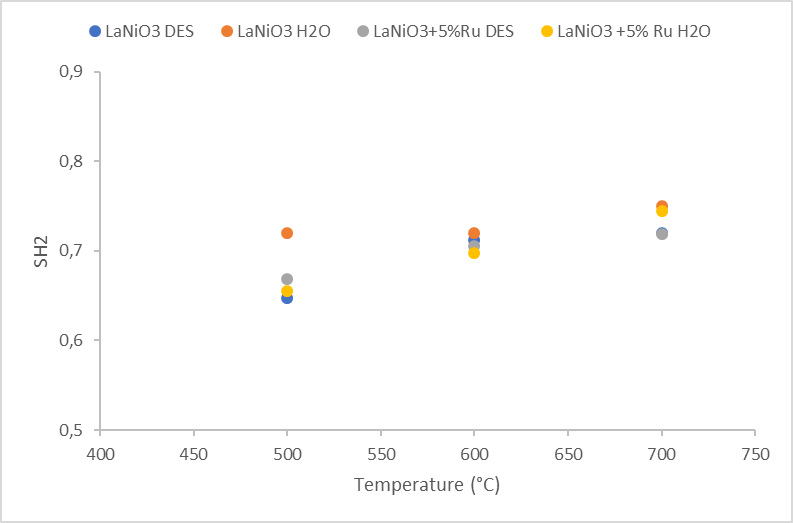 LaNiO3 DES LaNiO3 H2O LaNiO3+5%Ru DES LaNiO3 +5% Ru H2O
0,9
0,8
0,7
0,6
0,5
SH2
400 450 500 550 600 650 700 750
Temperature (°C)